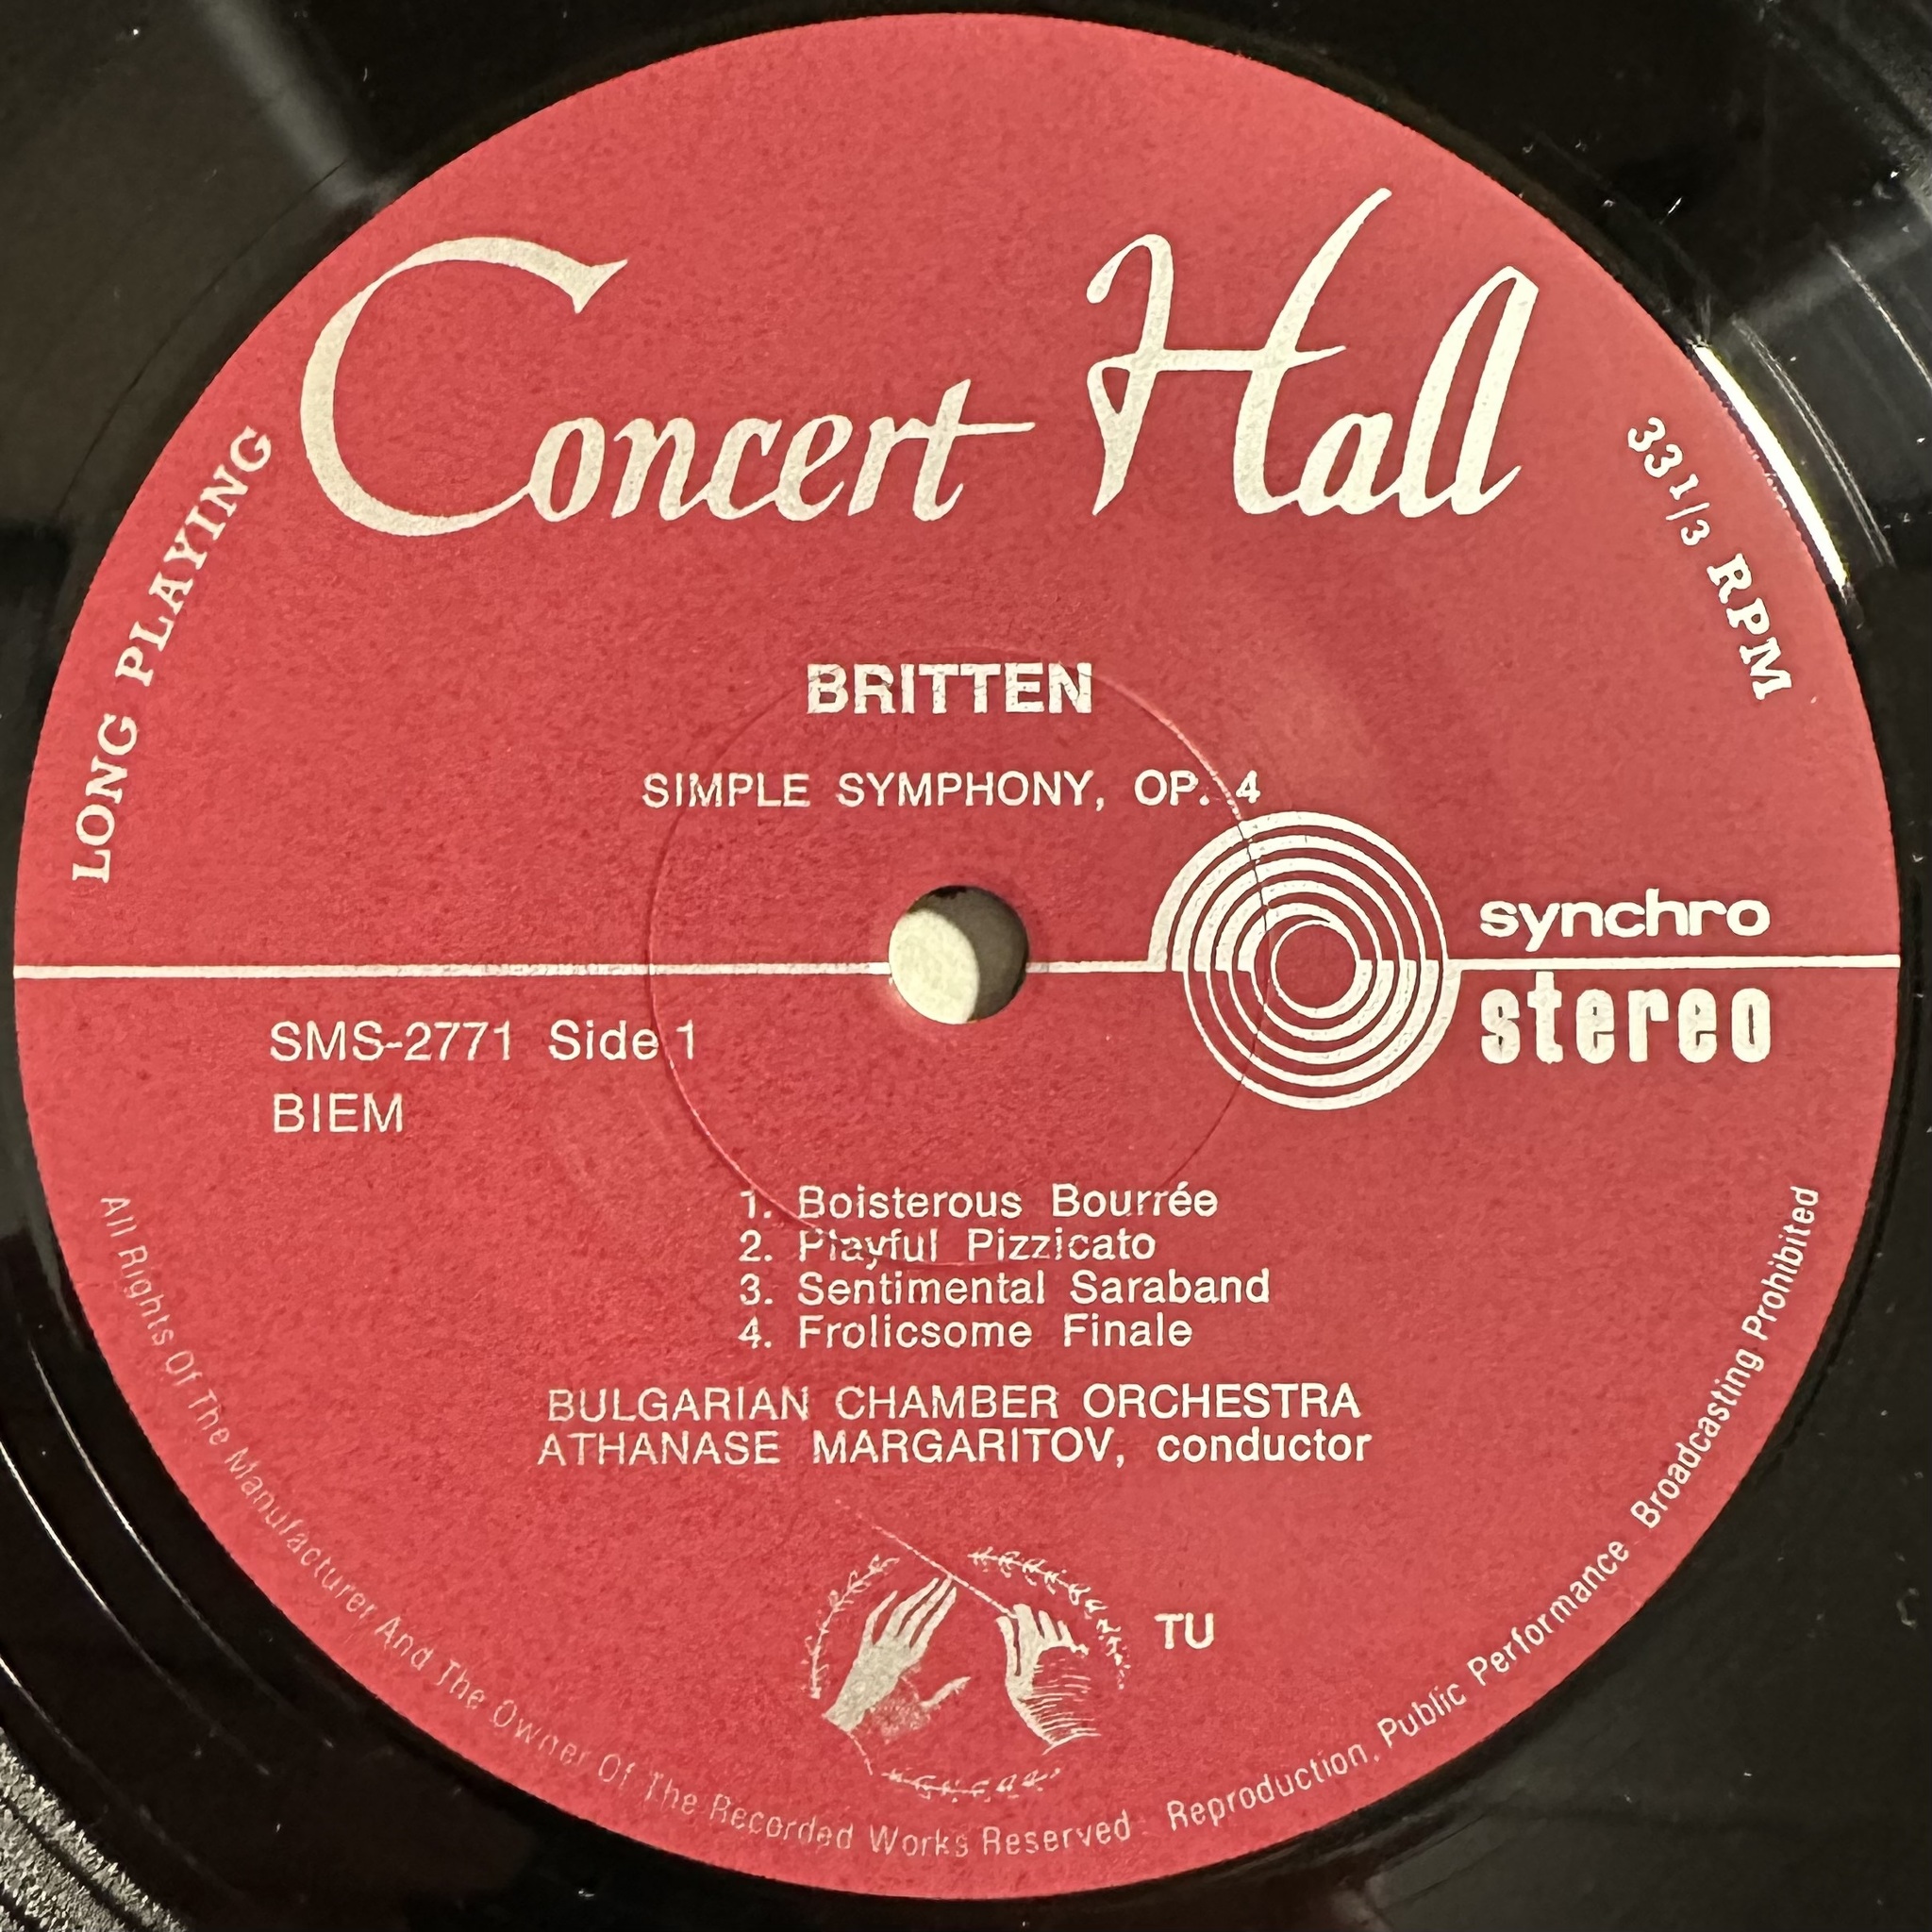 Concert Hall
LONG PLAYING
33 1/3 RPM
BRITTEN
SIMPLE SYMPHONY, OP. 4
synchro
stereo
SMS-2771 Side 1
BIEM
1. Boisterous Bourrée
2. Playful Pizzicato
3. Sentimental Saraband
4. Frolicsome Finale
BULGARIAN CHAMBER ORCHESTRA
ATHANASE MARGARITOV, conductor
TU
All Rights Of The Manufacturer And The Owner Of The Recorded Works Reserved Reproduction, Public Performance Broadcasting Prohibited